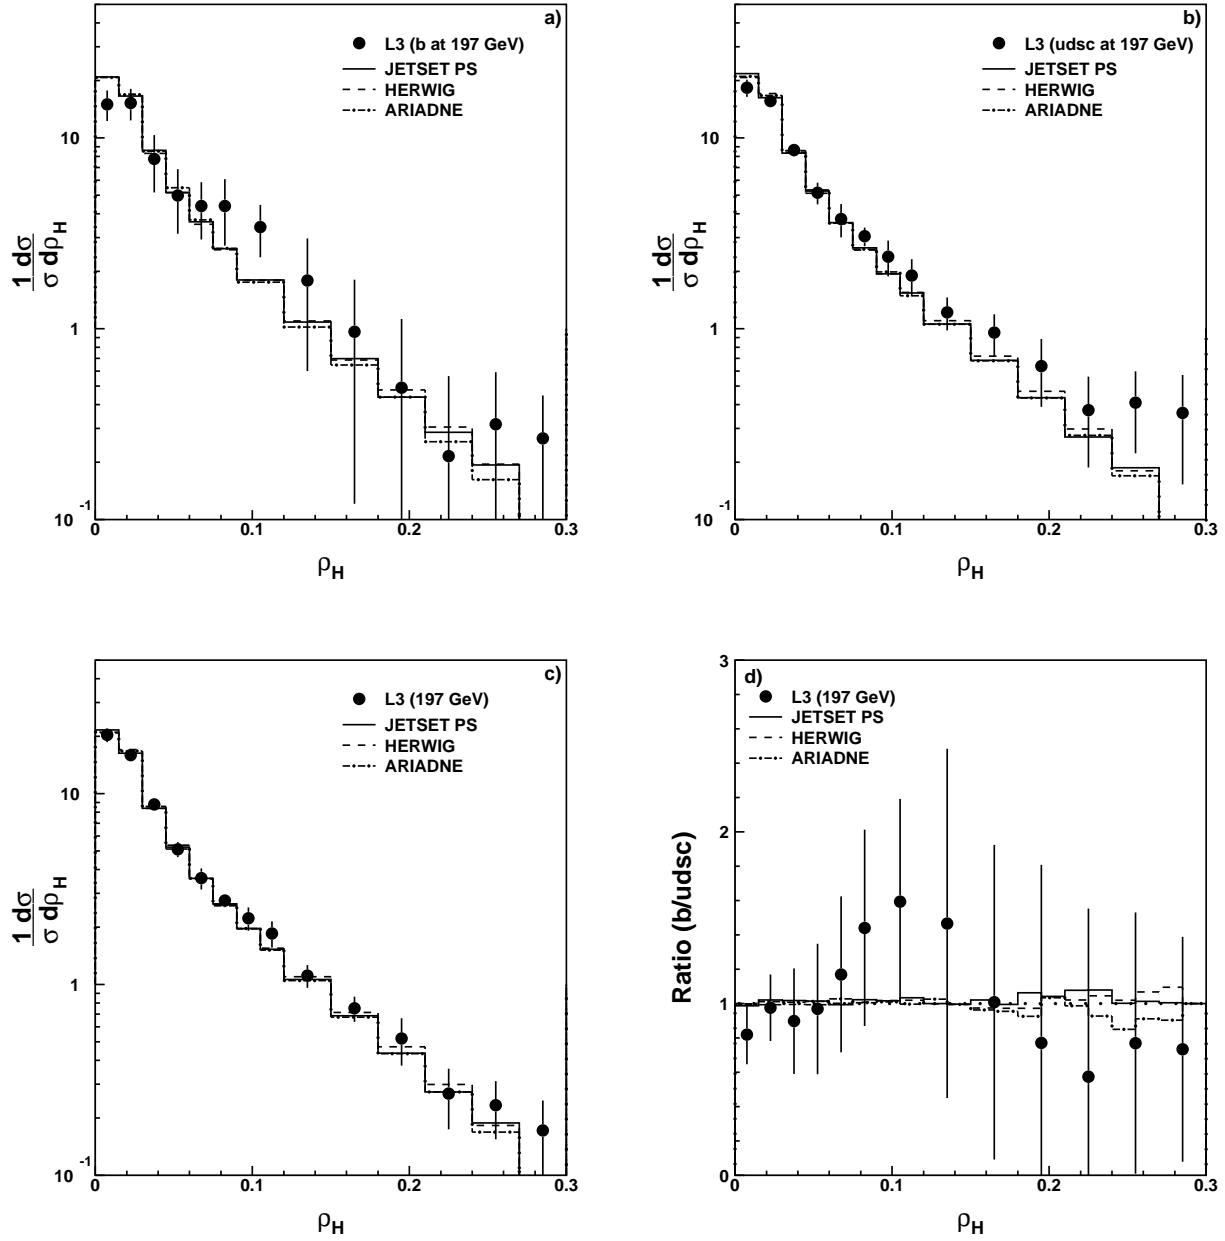 a)
L3 (b at 197 GeV)
JETSET PS
HERWIG
ARIADNE
10
1
10 -1
1 dσ
σ dρH
0 0.1 0.2 0.3
ρH
b)
L3 (udsc at 197 GeV)
JETSET PS
HERWIG
ARIADNE
10
1
10 -1
1 dσ
σ dρH
0 0.1 0.2 0.3
ρH
c)
L3 (197 GeV)
JETSET PS
HERWIG
ARIADNE
10
1
10 -1
1 dσ
σ dρH
0 0.1 0.2 0.3
ρH
d)
L3 (197 GeV)
JETSET PS
HERWIG
ARIADNE
3
2
1
0
Ratio (b/udsc)
0 0.1 0.2 0.3
ρH